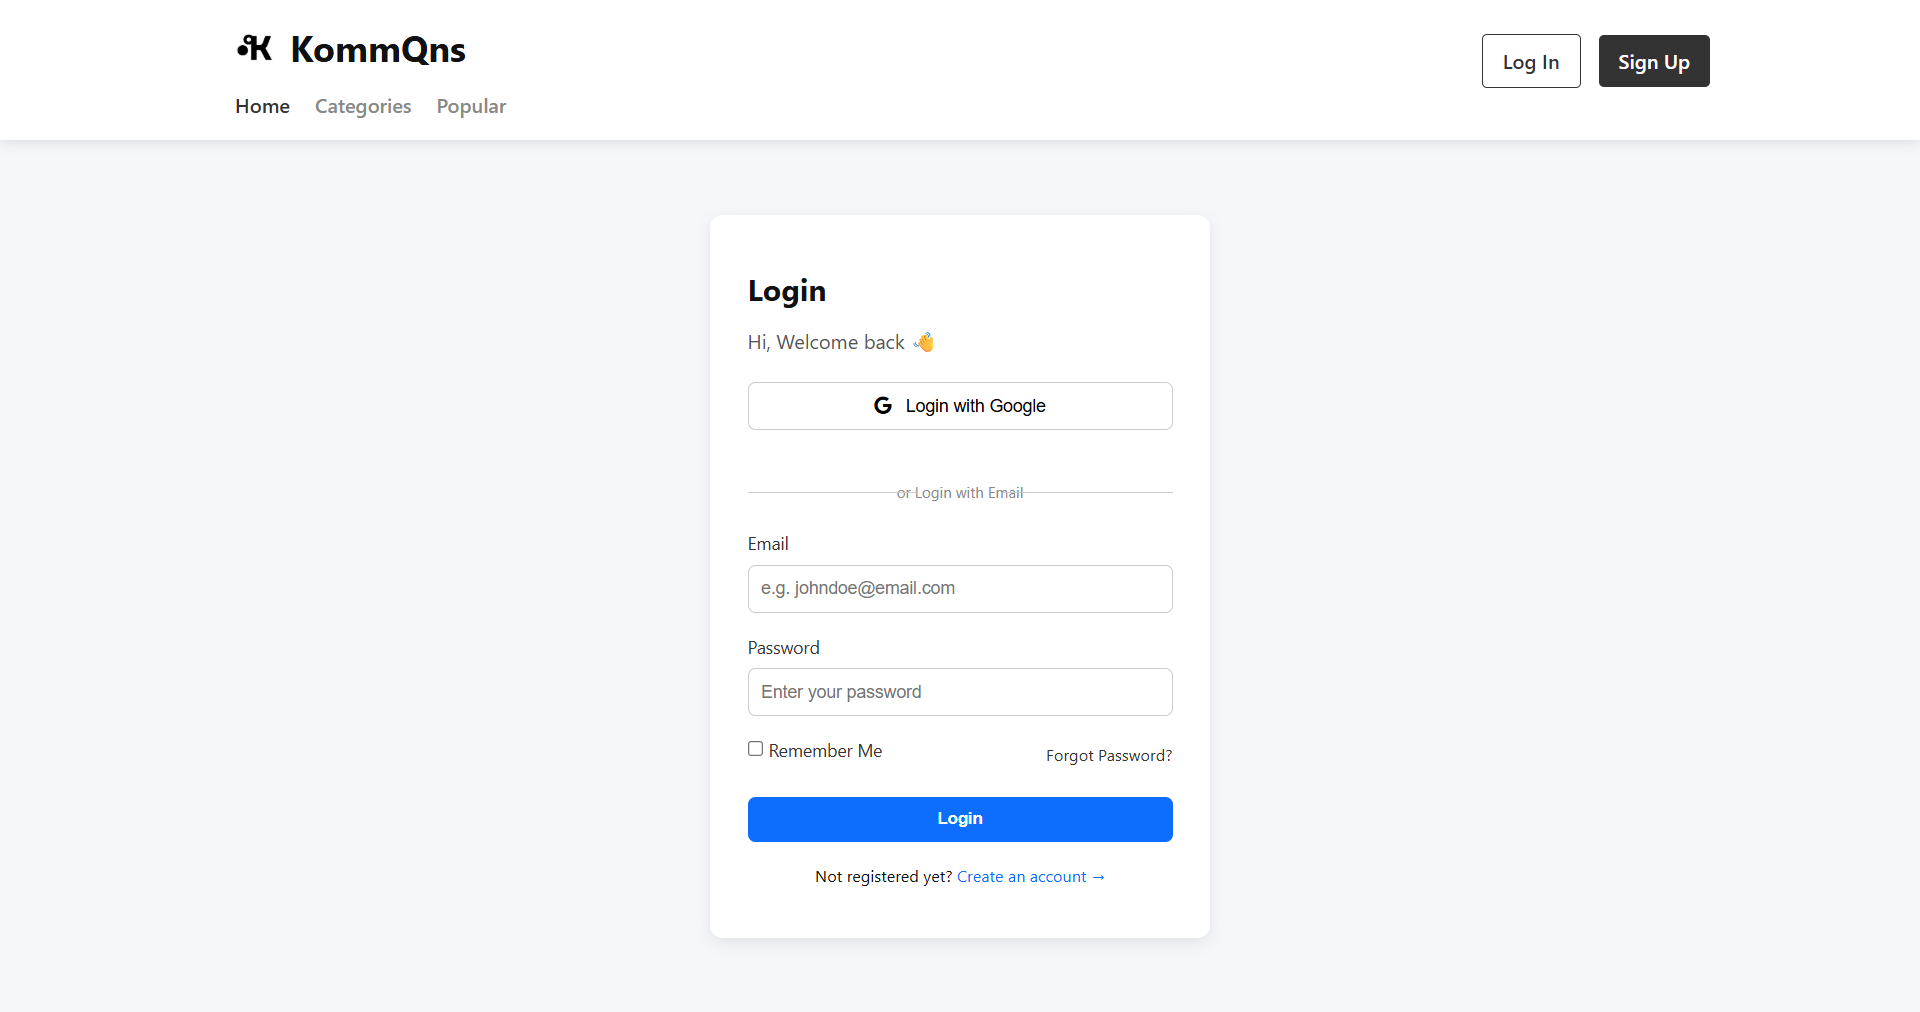 KommQns
Log In
Sign Up
Home Categories Popular
Login
Hi, Welcome back 👋
Login with Google
or Login with Email
Email
e.g. johndoe@email.com
Password
Enter your password
Remember Me
Forgot Password?
Login
Not registered yet? Create an account →